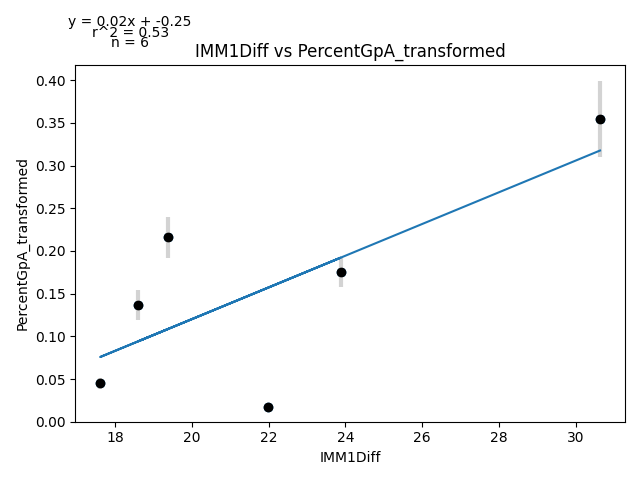 y = 0.02x + -0.25
r^2 = 0.53
n = 6
IMM1Diff vs PercentGpA_transformed
0.40
0.35
0.30
0.25
0.20
0.15
0.10
0.05
0.00
PercentGpA_transformed
18 20 22 24 26 28 30
IMM1Diff